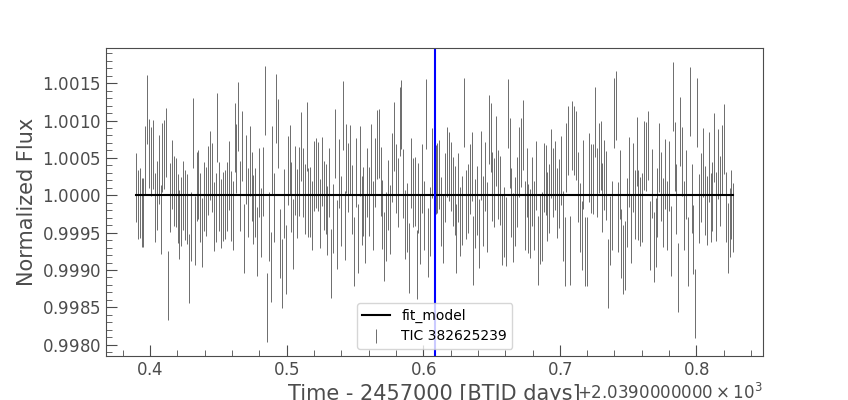 Normalized Flux
1.0015
1.0010
1.0005
1.0000
0.9995
0.9990
0.9985
0.9980
fit_model
TIC 382625239
0.4 0.5 0.6 0.7 0.8
Time - 2457000 [BTJD days]
+2.0390000000 × 10³